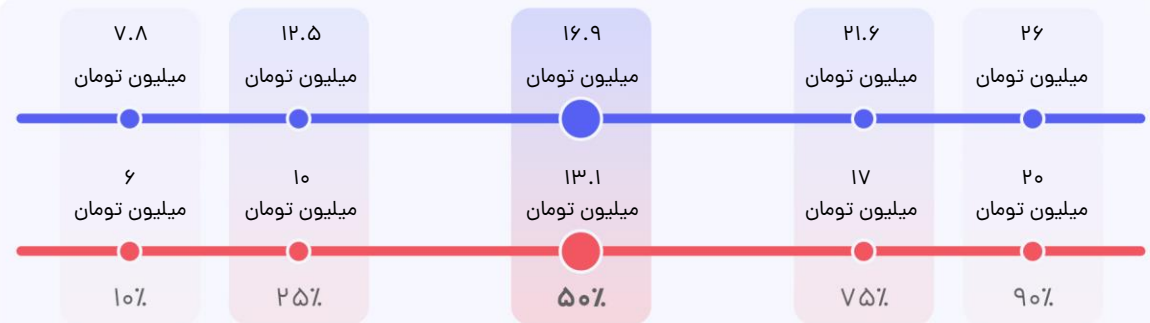 ۷.۸ ۱۲.۵ ۱۶.۹ ۲۱.۶ ۲۶
میلیون تومان میلیون تومان میلیون تومان میلیون تومان میلیون تومان
۶ ۱۰ ۱۳.۱ ۱۷ ۲۰
میلیون تومان میلیون تومان میلیون تومان میلیون تومان میلیون تومان
۱۰٪ ۲۵٪ ۵۰٪ ۷۵٪ ۹۰٪